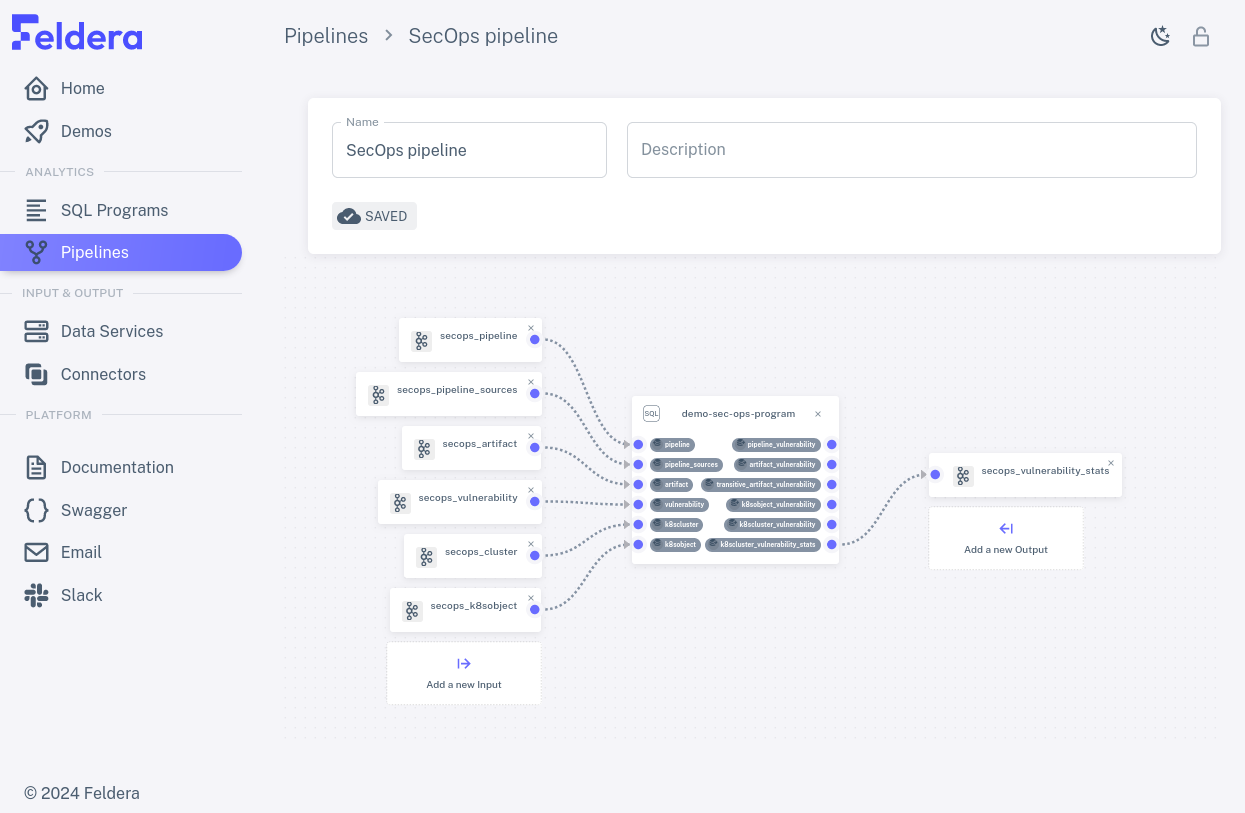 Feldera
Pipelines > SecOps pipeline
Home
Demos
ANALYTICS
SQL Programs
Pipelines
INPUT & OUTPUT
Data Services
Connectors
PLATFORM
Documentation
Swagger
Email
Slack
© 2024 Feldera
Name
SecOps pipeline
Description
SAVED
secops_pipeline
secops_pipeline_sources
secops_artifact
secops_vulnerability
secops_cluster
secops_k8sobject
Add a new Input
SQL demo-sec-ops-program
pipeline pipeline_vulnerability
pipeline_sources artifact_vulnerability
artifact transitive_artifact_vulnerability
vulnerability k8sobject_vulnerability
k8scluster k8scluster_vulnerability
k8sobject k8scluster_vulnerability_stats
secops_vulnerability_stats
Add a new Output